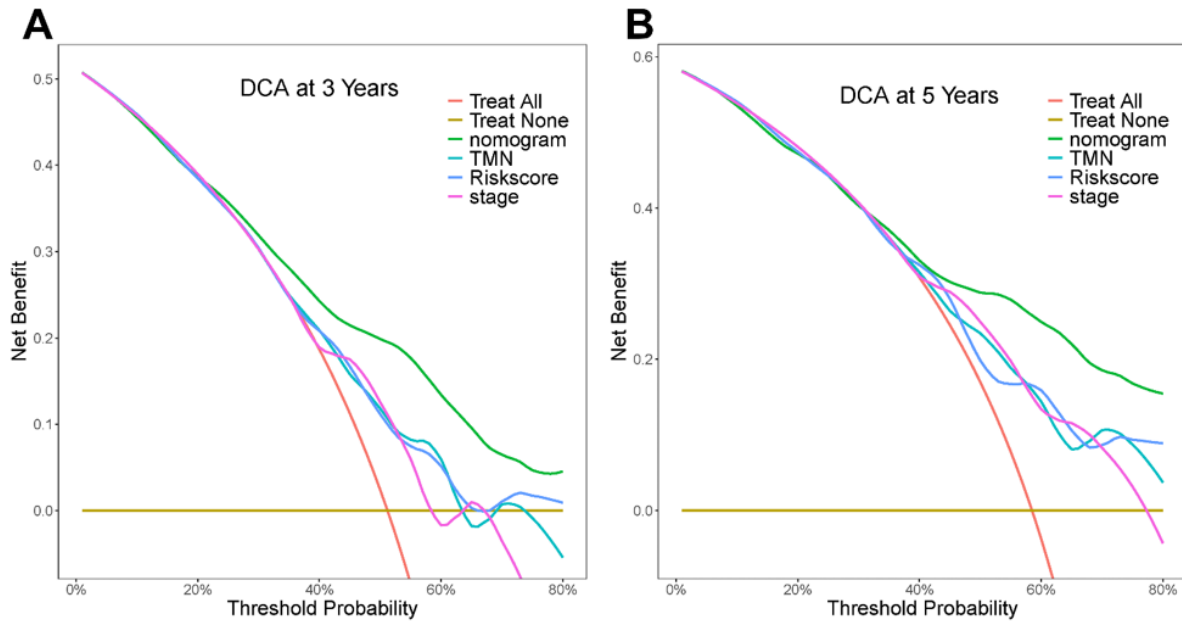 A
DCA at 3 Years
Treat All
Treat None
nomogram
TMN
Riskscore
stage
Net Benefit
0.5
0.4
0.3
0.2
0.1
0.0
0%
20%
40%
60%
80%
Threshold Probability
B
DCA at 5 Years
Treat All
Treat None
nomogram
TMN
Riskscore
stage
Net Benefit
0.6
0.4
0.2
0.0
0%
20%
40%
60%
80%
Threshold Probability